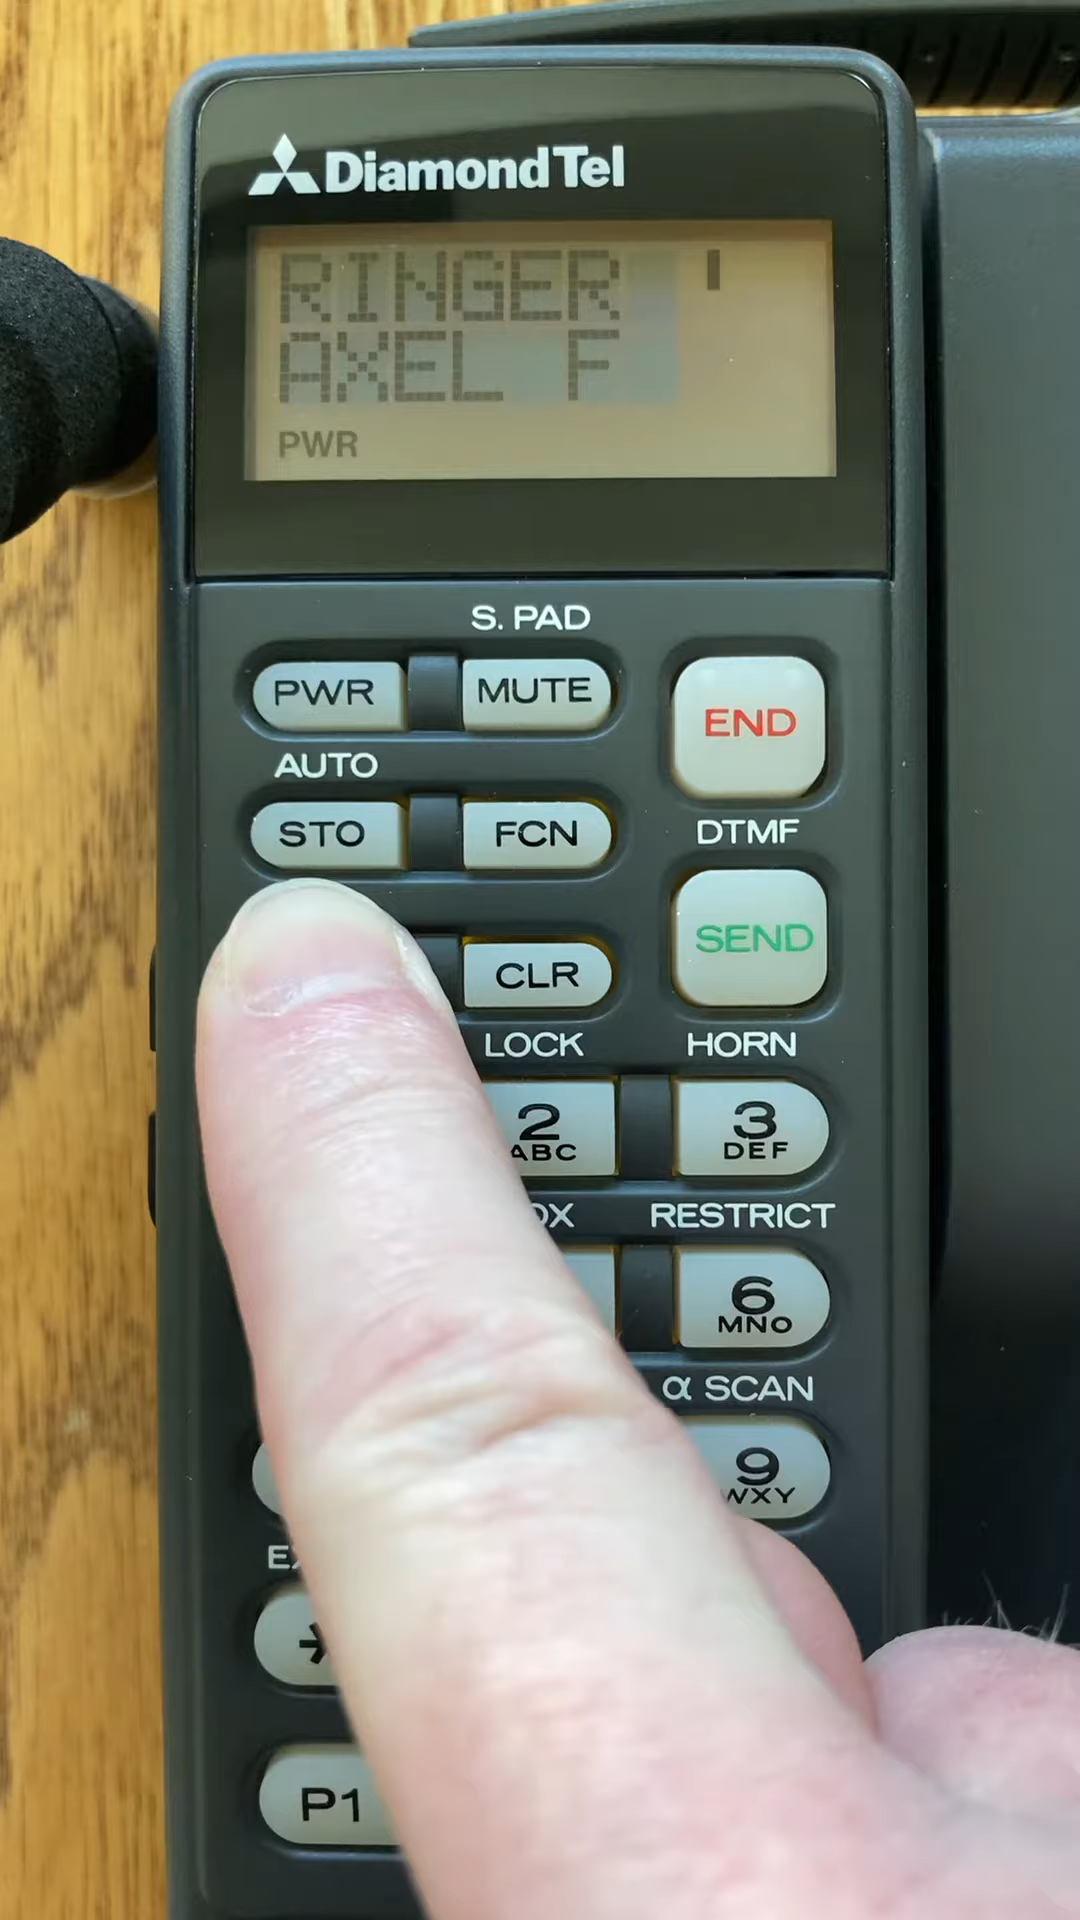 DiamondTel
RINGER '
AXEL F
PWR
S. PAD
PWR MUTE
END
AUTO
STO FCN
DTMF
SEND
CLR
LOCK HORN
2 3
ABC DEF
RESTRICT
6
MNO
α SCAN
9
WXY
*
P1